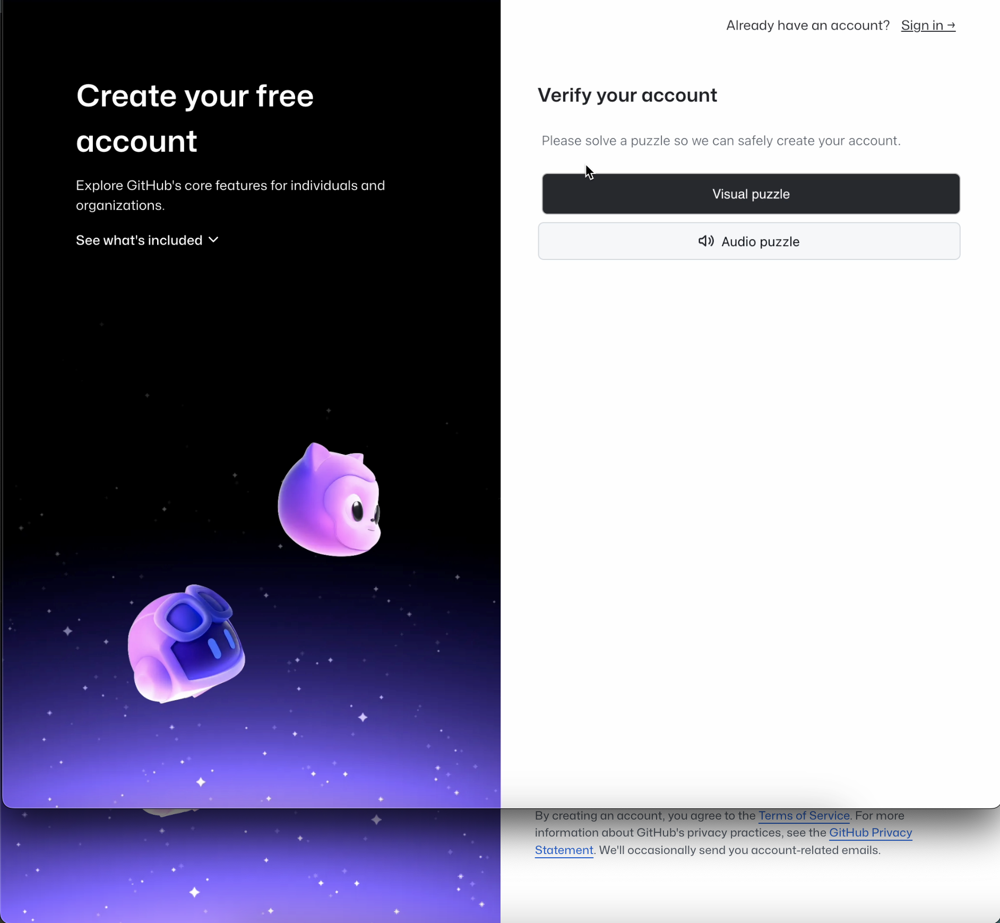 Already have an account? Sign in →
Create your free
account
Explore GitHub's core features for individuals and
organizations.
See what's included
Verify your account
Please solve a puzzle so we can safely create your account.
Visual puzzle
Audio puzzle
By creating an account, you agree to the Terms of Service. For more
information about GitHub's privacy practices, see the GitHub Privacy
Statement. We'll occasionally send you account-related emails.